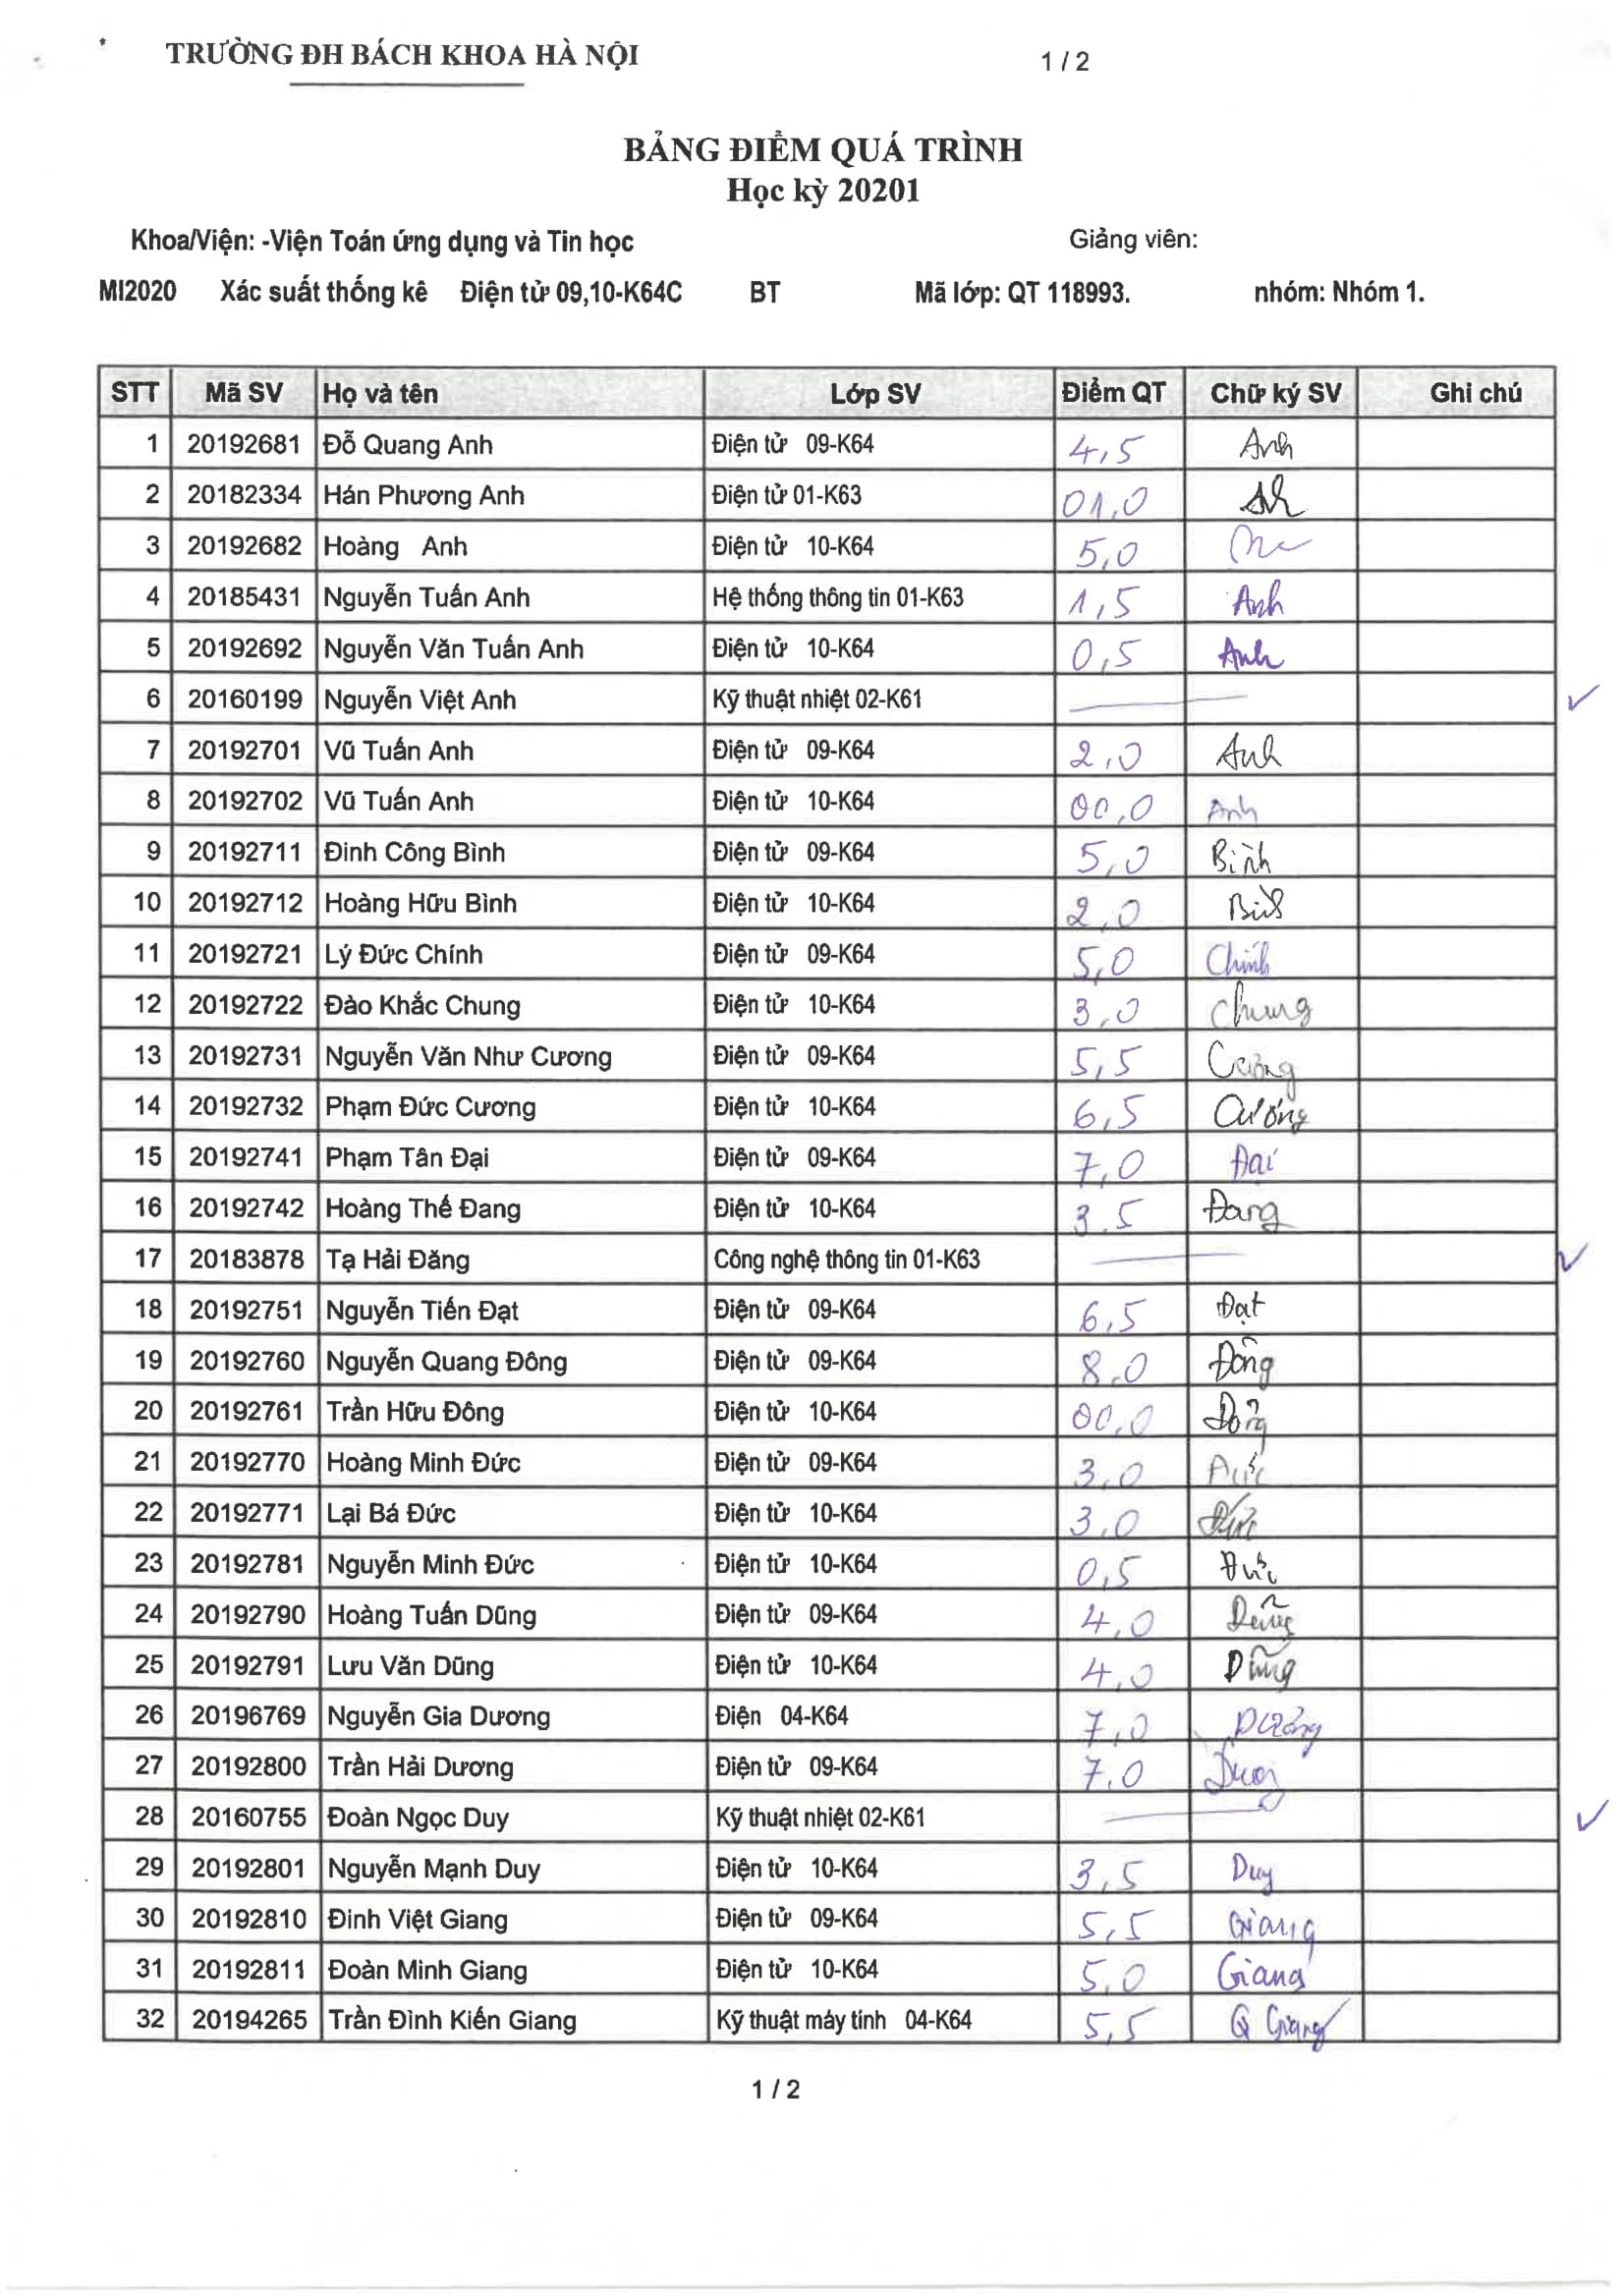 TRƯỜNG ĐH BÁCH KHOA HÀ NỘI 1 / 2
BẢNG ĐIỂM QUÁ TRÌNH
Học kỳ 20201
Khoa/Viện: -Viện Toán ứng dụng và Tin học Giảng viên:
MI2020 Xác suất thống kê Điện tử 09,10-K64C BT Mã lớp: QT 118993. nhóm: Nhóm 1.
STT Mã SV Họ và tên Lớp SV Điểm QT Chữ ký SV Ghi chú
1 20192681 Đỗ Quang Anh Điện tử 09-K64 4,5 Anh
2 20182334 Hán Phương Anh Điện tử 01-K63 01,0
3 20192682 Hoàng Anh Điện tử 10-K64 5,0
4 20185431 Nguyễn Tuấn Anh Hệ thống thông tin 01-K63 1,5 Anh
5 20192692 Nguyễn Văn Tuấn Anh Điện tử 10-K64 0,5 Anh
6 20160199 Nguyễn Việt Anh Kỹ thuật nhiệt 02-K61
7 20192701 Vũ Tuấn Anh Điện tử 09-K64 2,0 Anh
8 20192702 Vũ Tuấn Anh Điện tử 10-K64 00,0 Anh
9 20192711 Đinh Công Bình Điện tử 09-K64 5,0 Bình
10 20192712 Hoàng Hữu Bình Điện tử 10-K64 2,0
11 20192721 Lý Đức Chính Điện tử 09-K64 5,0 Chính
12 20192722 Đào Khắc Chung Điện tử 10-K64 3,0 Chung
13 20192731 Nguyễn Văn Như Cương Điện tử 09-K64 5,5 Cương
14 20192732 Phạm Đức Cương Điện tử 10-K64 6,5 Cương
15 20192741 Phạm Tân Đại Điện tử 09-K64 7,0 Đại
16 20192742 Hoàng Thế Đang Điện tử 10-K64 3.5 Đang
17 20183878 Tạ Hải Đăng Công nghệ thông tin 01-K63
18 20192751 Nguyễn Tiến Đạt Điện tử 09-K64 6,5 Đạt
19 20192760 Nguyễn Quang Đông Điện tử 09-K64 8.0 Đông
20 20192761 Trần Hữu Đông Điện tử 10-K64 00,0 Đông
21 20192770 Hoàng Minh Đức Điện tử 09-K64 3,0 Đức
22 20192771 Lại Bá Đức Điện tử 10-K64 3,0 Đức
23 20192781 Nguyễn Minh Đức Điện tử 10-K64 0,5 Đức
24 20192790 Hoàng Tuấn Dũng Điện tử 09-K64 4,0 Dũng
25 20192791 Lưu Văn Dũng Điện tử 10-K64 4,0 Dũng
26 20196769 Nguyễn Gia Dương Điện 04-K64 7,0 Dương
27 20192800 Trần Hải Dương Điện tử 09-K64 7.0
28 20160755 Đoàn Ngọc Duy Kỹ thuật nhiệt 02-K61
29 20192801 Nguyễn Mạnh Duy Điện tử 10-K64 3,5 Duy
30 20192810 Đinh Việt Giang Điện tử 09-K64 5,5 Giang
31 20192811 Đoàn Minh Giang Điện tử 10-K64 5,0 Giang
32 20194265 Trần Đình Kiến Giang Kỹ thuật máy tính 04-K64 5,5 Giang
1 / 2